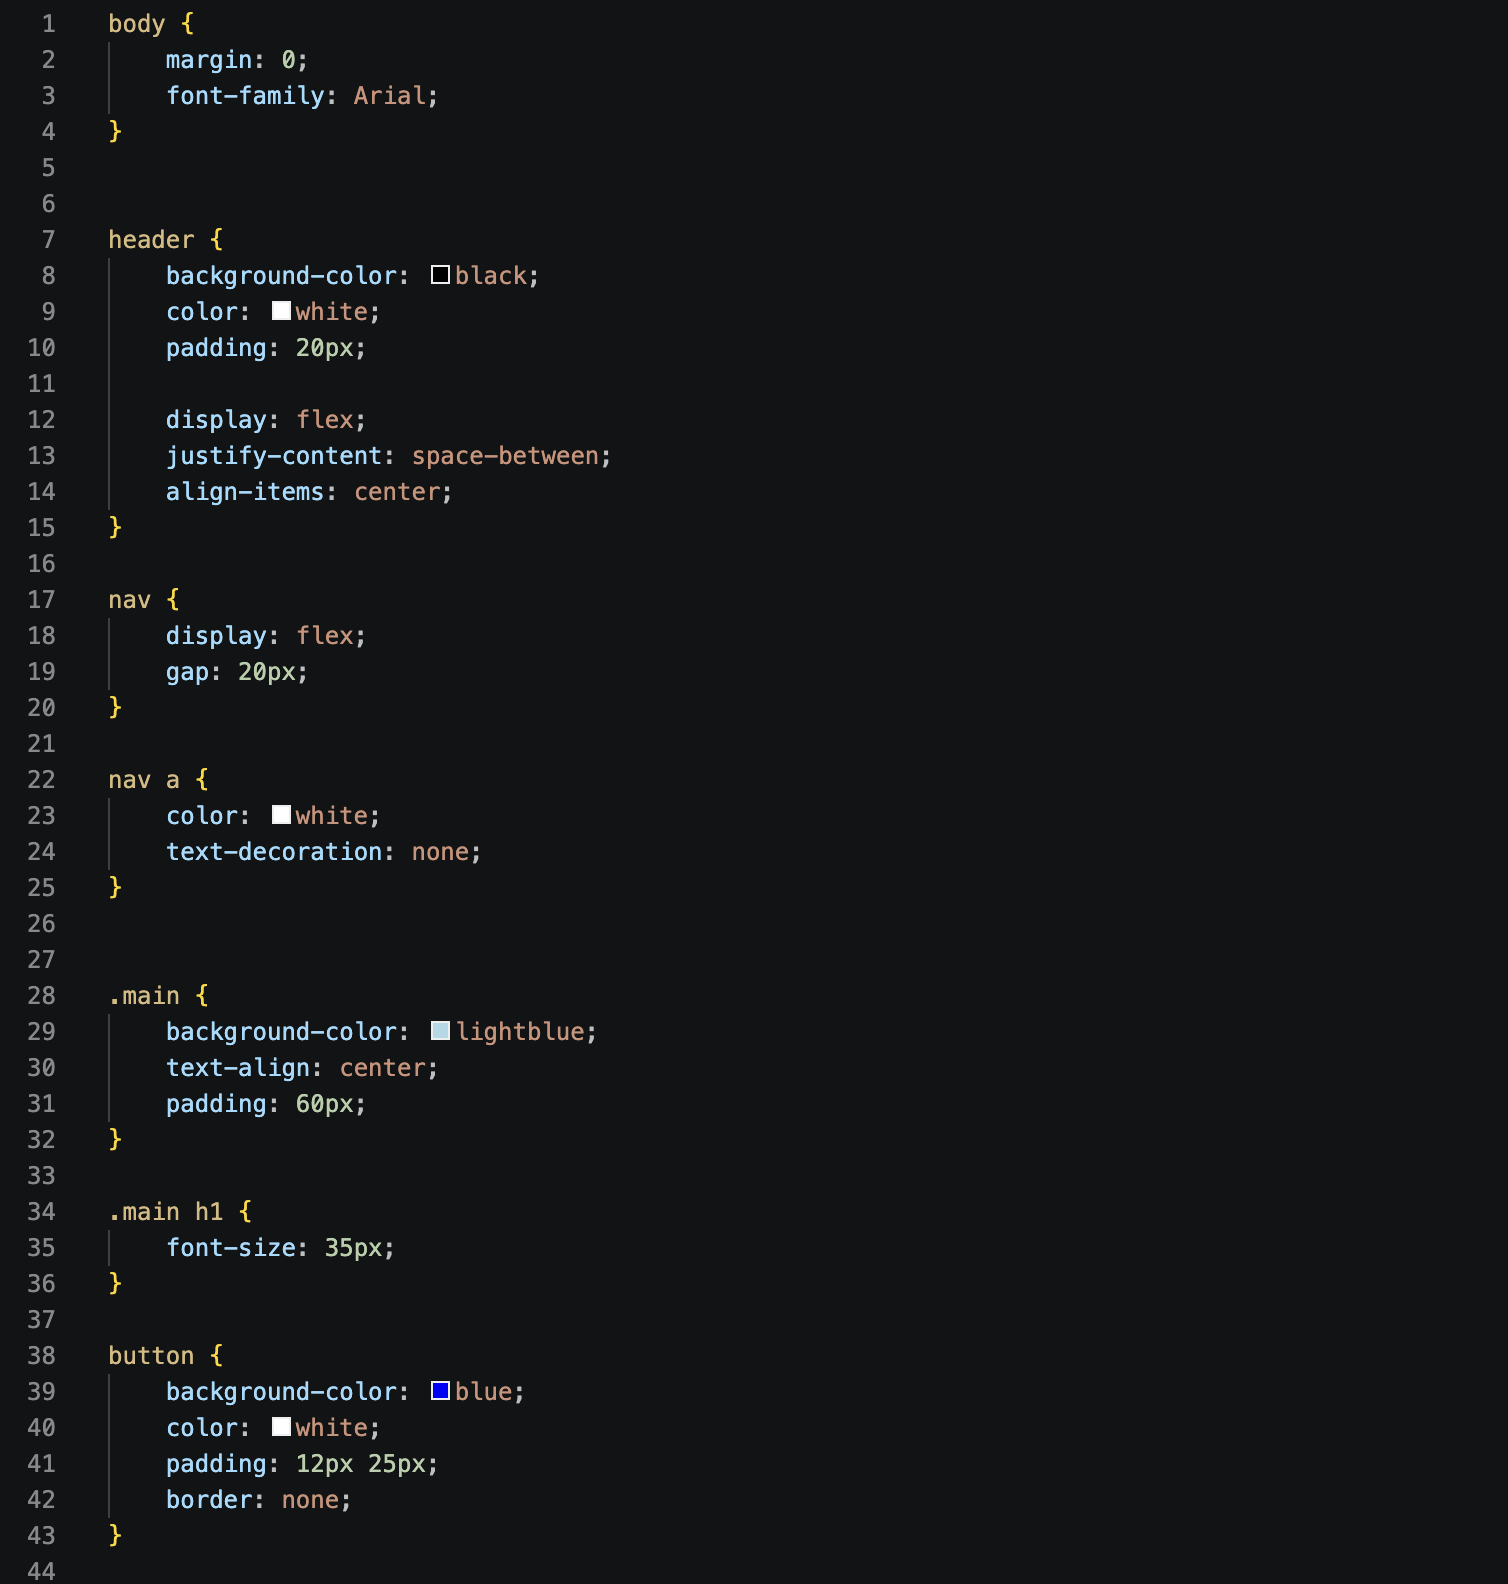 1 body {
2     margin: 0;
3     font-family: Arial;
4 }
5
6
7 header {
8     background-color: black;
9     color: white;
10     padding: 20px;
11
12     display: flex;
13     justify-content: space-between;
14     align-items: center;
15 }
16
17 nav {
18     display: flex;
19     gap: 20px;
20 }
21
22 nav a {
23     color: white;
24     text-decoration: none;
25 }
26
27
28 .main {
29     background-color: lightblue;
30     text-align: center;
31     padding: 60px;
32 }
33
34 .main h1 {
35     font-size: 35px;
36 }
37
38 button {
39     background-color: blue;
40     color: white;
41     padding: 12px 25px;
42     border: none;
43 }
44